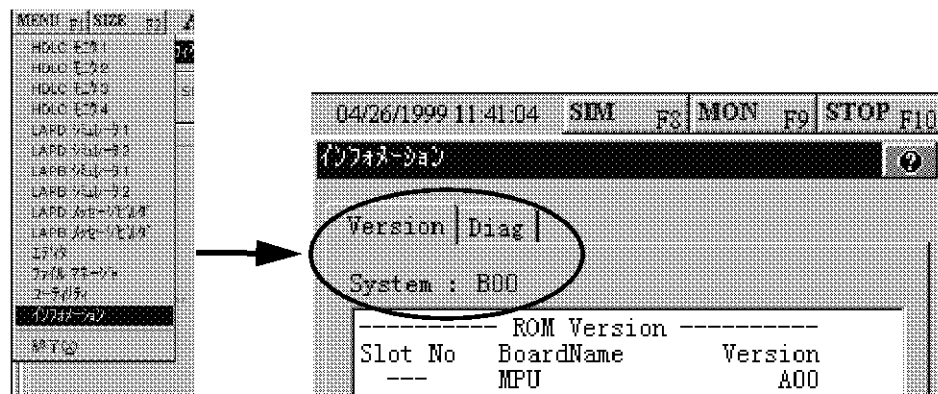 MENU F1 SIZE F2
HDLC モニタ1
HDLC モニタ2
HDLC モニタ3
HDLC モニタ4
LAPD シミュレータ1
LAPD シミュレータ2
LAPB シミュレータ1
LAPB シミュレータ2
LAPD メッセージビルダ
LAPB メッセージビルダ
エディタ
ファイル マネージャ
ユーティリティ
インフォメーション
終了
04/26/1999 11:41:04 SIM F8 MON F9 STOP F10
インフォメーション
Version Diag
System : B00
---------- ROM Version ----------
Slot No BoardName Version
--- MPU A00